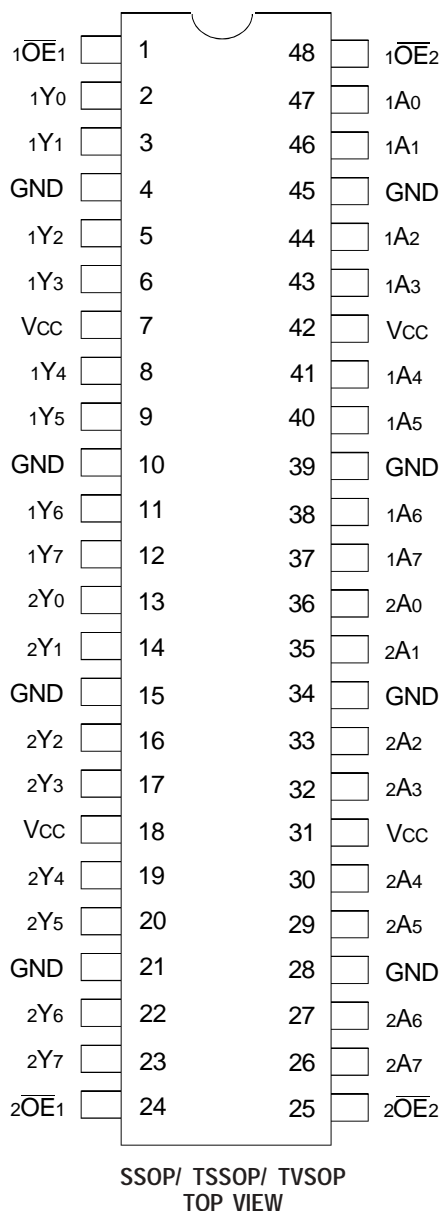 1OE1 1 48 1OE2
1Y0 2 47 1A0
1Y1 3 46 1A1
GND 4 45 GND
1Y2 5 44 1A2
1Y3 6 43 1A3
VCC 7 42 VCC
1Y4 8 41 1A4
1Y5 9 40 1A5
GND 10 39 GND
1Y6 11 38 1A6
1Y7 12 37 1A7
2Y0 13 36 2A0
2Y1 14 35 2A1
GND 15 34 GND
2Y2 16 33 2A2
2Y3 17 32 2A3
VCC 18 31 VCC
2Y4 19 30 2A4
2Y5 20 29 2A5
GND 21 28 GND
2Y6 22 27 2A6
2Y7 23 26 2A7
2OE1 24 25 2OE2
SSOP/ TSSOP/ TVSOP
TOP VIEW